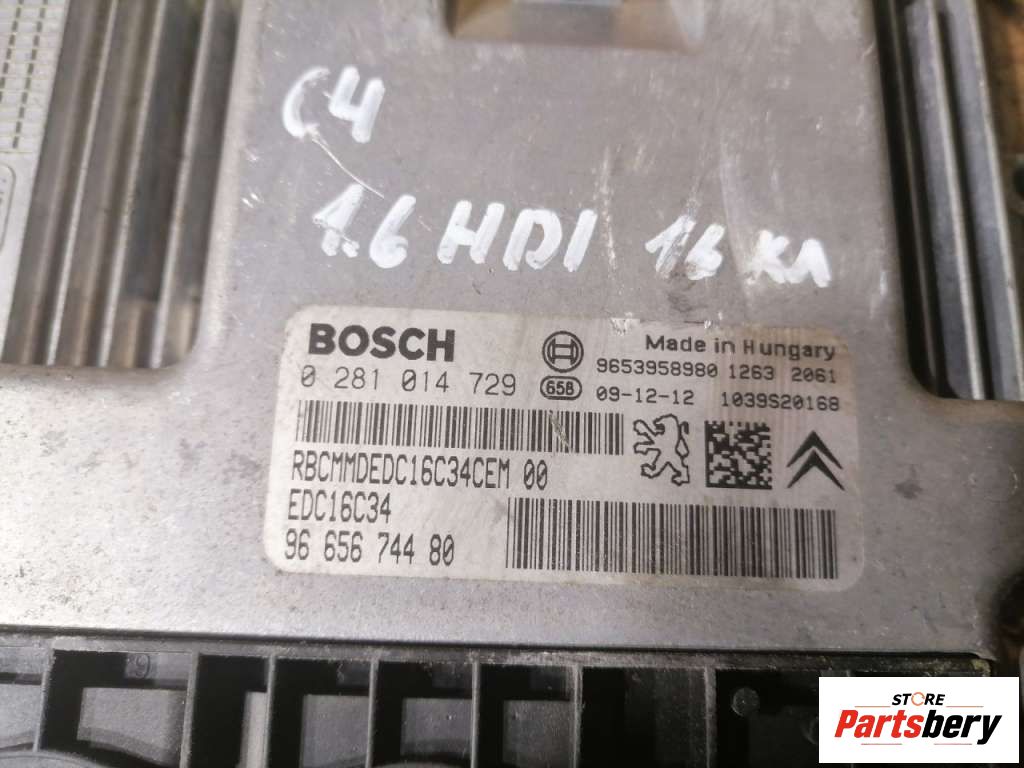 C4
1.6 HDI 16 кл
BOSCH
Made in Hungary
0 281 014 729
9653958980 1263 2061
658 09-12-12 1039S20168
RBCMMDEDC16C34CEM 00
EDC16C34
96 656 744 80
STORE
Partsbery